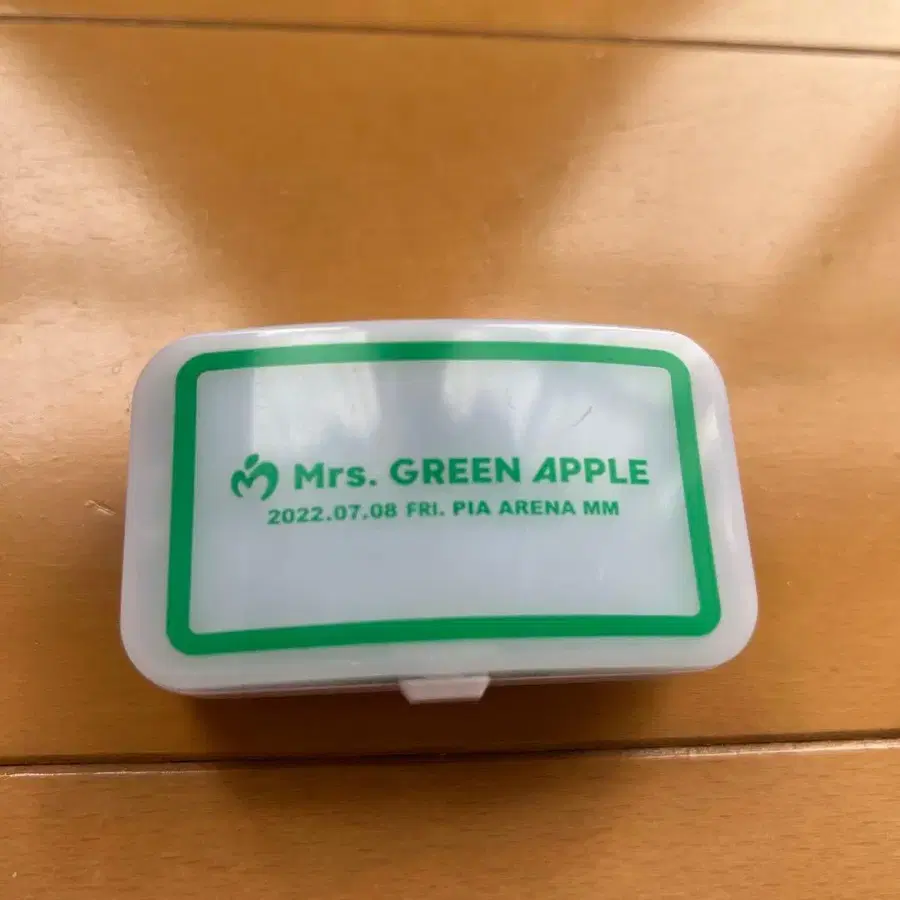 Mrs. GREEN APPLE
2022.07.08 FRI. PIA ARENA MM